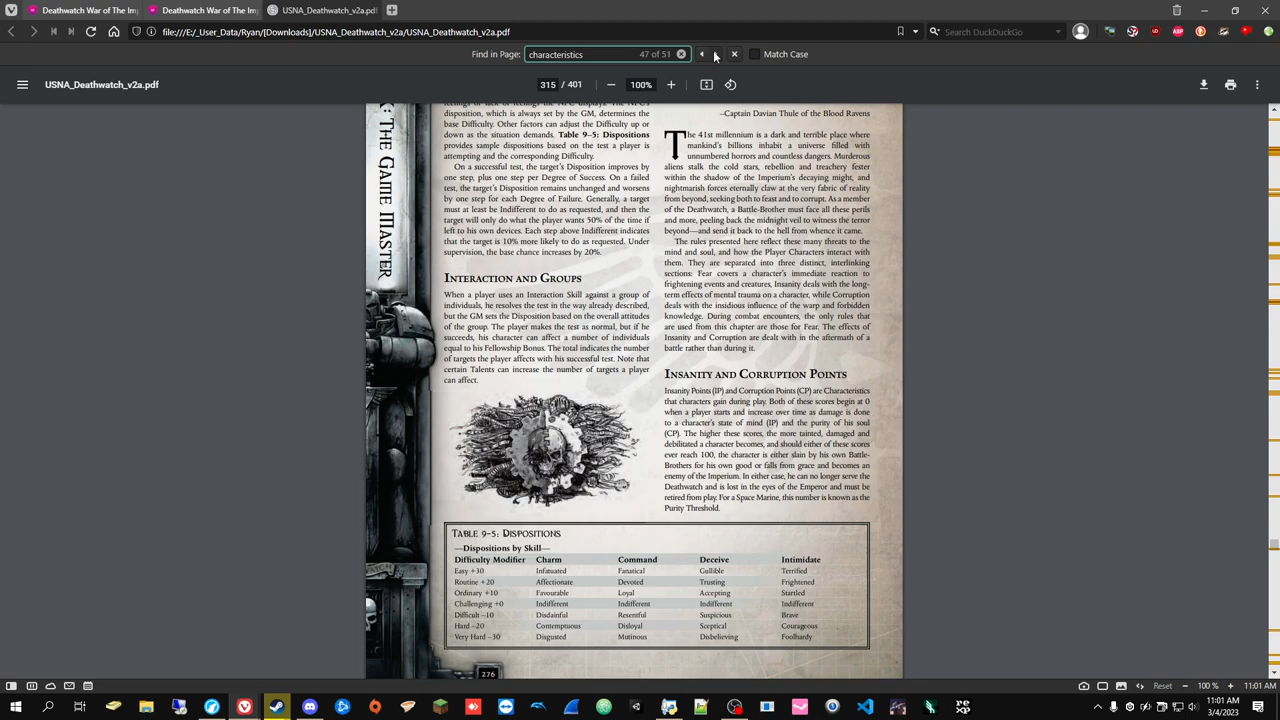 Deathwatch War of The Im
Deathwatch War of The Im
USNA_Deathwatch_v2a.pdf
file:///E:/_User_Data/Ryan/[Downloads]/USNA_Deathwatch_v2a/USNA_Deathwatch_v2a.pdf
Search DuckDuckGo
Find in Page:
characteristics
47 of 51
Match Case
USNA_Deathwatch_v2a.pdf
315 / 401
100%
: THE GAME MASTER
disposition, which is always set by the GM, determines the
base Difficulty. Other factors can adjust the Difficulty up or
down as the situation demands. Table 9–5: Dispositions
provides sample dispositions based on the test a player is
attempting and the corresponding Difficulty.
On a successful test, the target's Disposition improves by
one step, plus one step per Degree of Success. On a failed
test, the target's Disposition remains unchanged and worsens
by one step for each Degree of Failure. Generally, a target
must at least be Indifferent to do as requested, and then the
target will only do what the player wants 50% of the time if
left to his own devices. Each step above Indifferent indicates
that the target is 10% more likely to do as requested. Under
supervision, the base chance increases by 20%.
INTERACTION AND GROUPS
When a player uses an Interaction Skill against a group of
individuals, he resolves the test in the way already described,
but the GM sets the Disposition based on the overall attitudes
of the group. The player makes the test as normal, but if he
succeeds, his character can affect a number of individuals
equal to his Fellowship Bonus. The total indicates the number
of targets the player affects with his successful test. Note that
certain Talents can increase the number of targets a player
can affect.
–Captain Davian Thule of the Blood Ravens
The 41st millennium is a dark and terrible place where
mankind's billions inhabit a universe filled with
unnumbered horrors and countless dangers. Murderous
aliens stalk the cold stars, rebellion and treachery fester
within the shadow of the Imperium's decaying might, and
nightmarish forces eternally claw at the very fabric of reality
from beyond, seeking both to feast and to corrupt. As a member
of the Deathwatch, a Battle-Brother must face all these perils
and more, peeling back the midnight veil to witness the terror
beyond—and send it back to the hell from whence it came.
The rules presented here reflect these many threats to the
mind and soul, and how the Player Characters interact with
them. They are separated into three distinct, interlinking
sections: Fear covers a character's immediate reaction to
frightening events and creatures, Insanity deals with the long-
term effects of mental trauma on a character, while Corruption
deals with the insidious influence of the warp and forbidden
knowledge. During combat encounters, the only rules that
are used from this chapter are those for Fear. The effects of
Insanity and Corruption are dealt with in the aftermath of a
battle rather than during it.
INSANITY AND CORRUPTION POINTS
Insanity Points (IP) and Corruption Points (CP) are Characteristics
that characters gain during play. Both of these scores begin at 0
when a player starts and increase over time as damage is done
to a character's state of mind (IP) and the purity of his soul
(CP). The higher these scores, the more tainted, damaged and
debilitated a character becomes, and should either of these scores
ever reach 100, the character is either slain by his own Battle-
Brothers for his own good or falls from grace and becomes an
enemy of the Imperium. In either case, he can no longer serve the
Deathwatch and is lost in the eyes of the Emperor and must be
retired from play. For a Space Marine, this number is known as the
Purity Threshold.
TABLE 9–5: DISPOSITIONS
—Dispositions by Skill—
Difficulty Modifier Charm Command Deceive Intimidate
Easy +30 Infatuated Fanatical Gullible Terrified
Routine +20 Affectionate Devoted Trusting Frightened
Ordinary +10 Favourable Loyal Accepting Startled
Challenging +0 Indifferent Indifferent Indifferent Indifferent
Difficult –10 Disdainful Resentful Suspicious Brave
Hard –20 Contemptuous Disloyal Sceptical Courageous
Very Hard –30 Disgusted Mutinous Disbelieving Foolhardy
276
Reset
100 %
11:01 AM
11:01 AM
3/4/2023